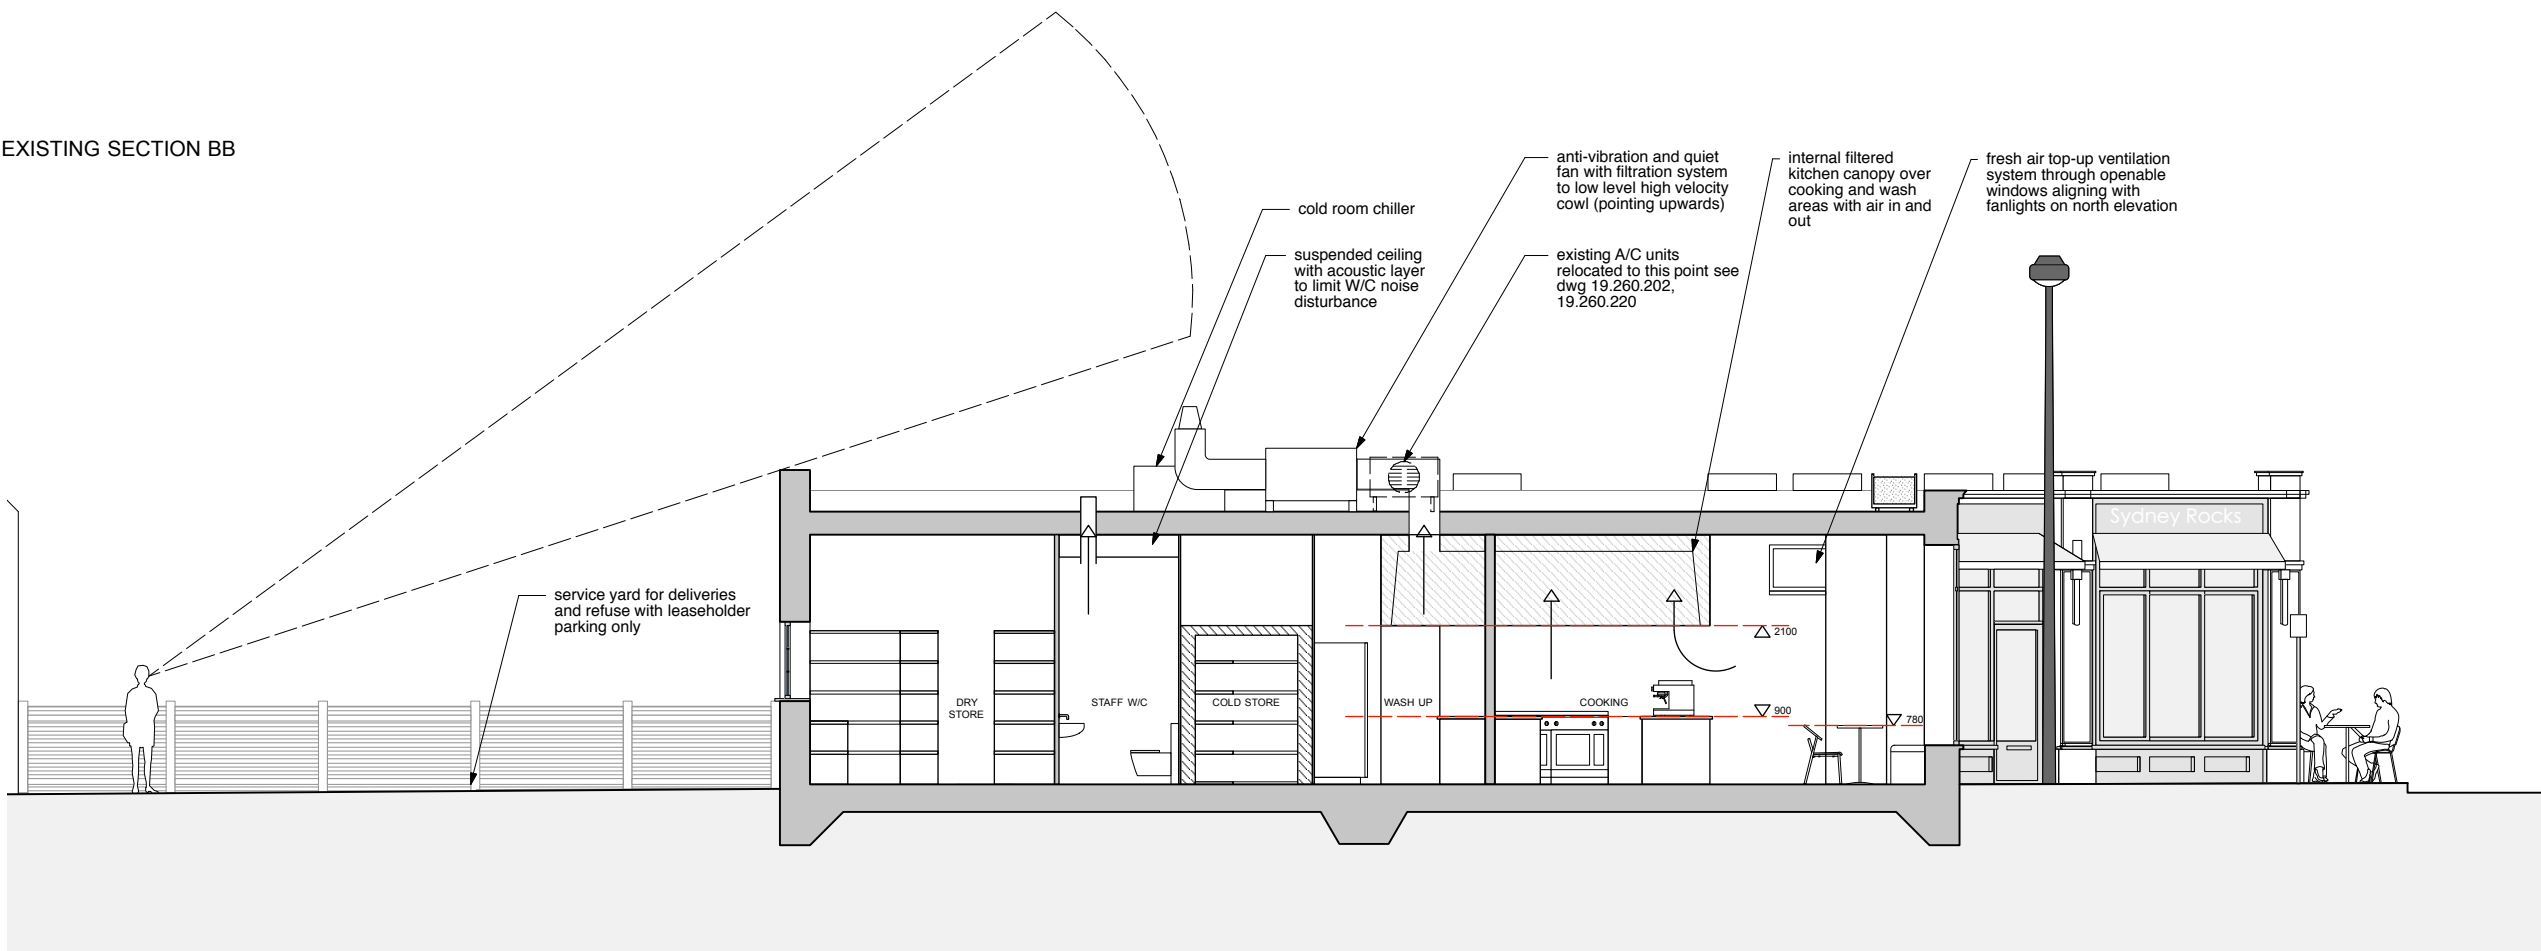 EXISTING SECTION BB
cold room chiller
suspended ceiling
with acoustic layer
to limit W/C noise
disturbance
anti-vibration and quiet
fan with filtration system
to low level high velocity
cowl (pointing upwards)
existing A/C units
relocated to this point see
dwg 19.260.202,
19.260.220
internal filtered
kitchen canopy over
cooking and wash
areas with air in and
out
fresh air top-up ventilation
system through openable
windows aligning with
fanlights on north elevation
Sydney Rocks
service yard for deliveries
and refuse with leaseholder
parking only
2100
DRY
STORE
STAFF W/C
COLD STORE
WASH UP
COOKING
900
780